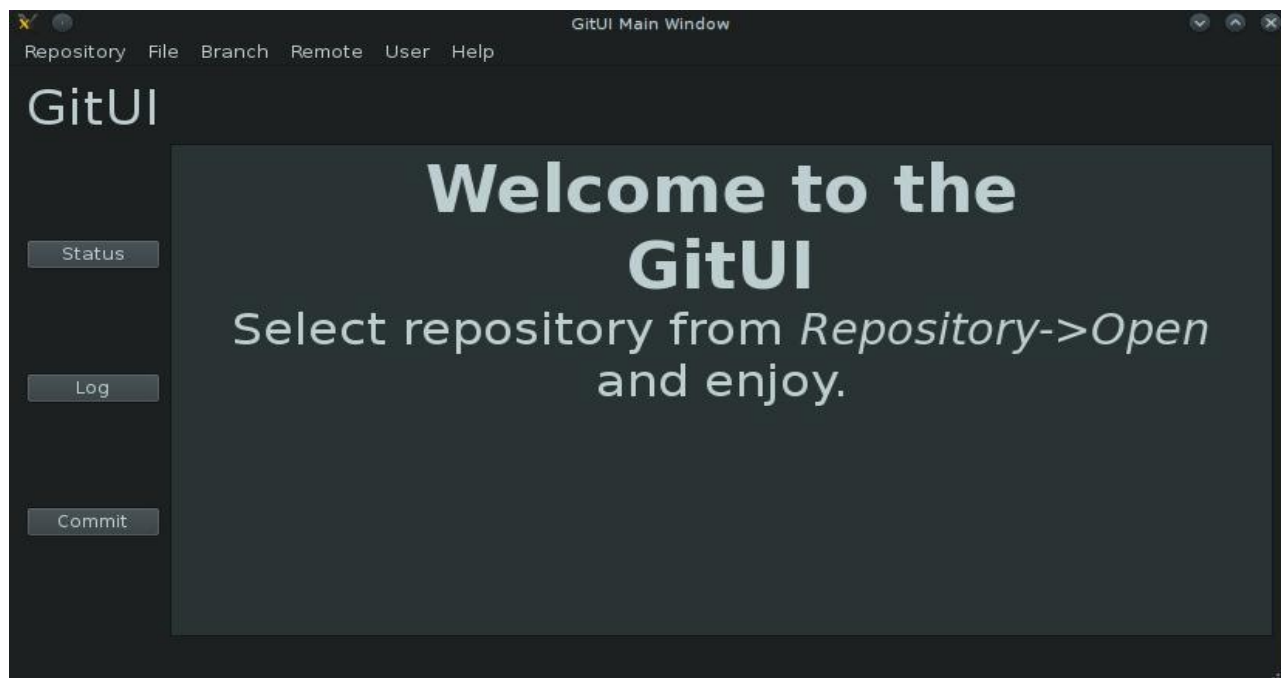 GitUI Main Window
Repository File Branch Remote User Help
GitUI
Welcome to the
GitUI
Select repository from Repository->Open
and enjoy.
Status
Log
Commit